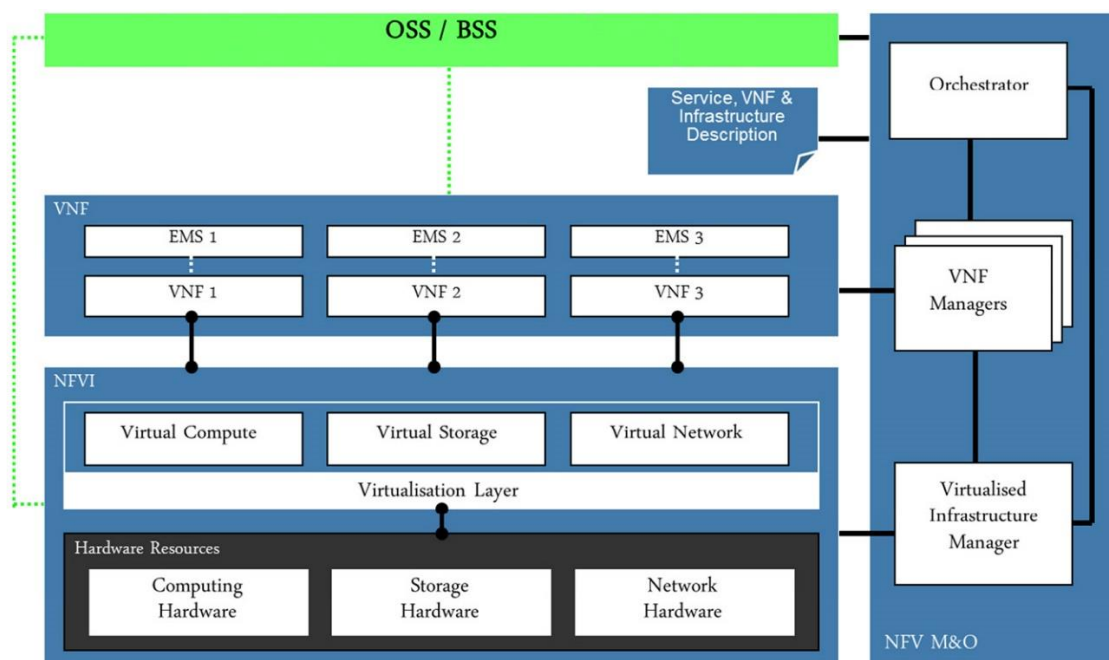 OSS / BSS
Orchestrator
Service, VNF &
Infrastructure
Description
VNF
EMS 1
EMS 2
EMS 3
VNF 1
VNF 2
VNF 3
VNF
Managers
NFVI
Virtual Compute
Virtual Storage
Virtual Network
Virtualisation Layer
Virtualised
Infrastructure
Manager
Hardware Resources
Computing
Hardware
Storage
Hardware
Network
Hardware
NFV M&O